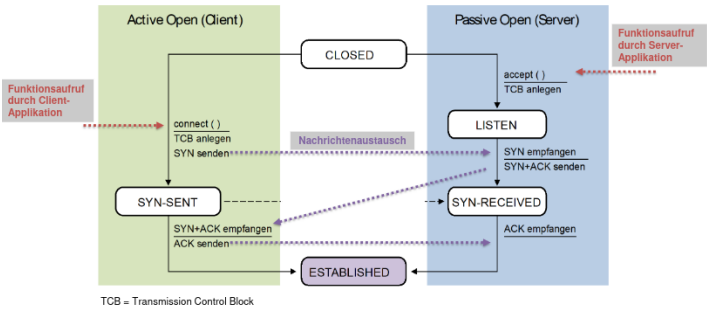 Active Open (Client)
Passive Open (Server)
Funktionsaufruf
durch Server-
Applikation
CLOSED
accept ( )
TCB anlegen
Funktionsaufruf
durch Client-
Applikation
connect ( )
TCB anlegen
SYN senden
LISTEN
Nachrichtenaustausch
SYN empfangen
SYN+ACK senden
SYN-SENT
SYN-RECEIVED
SYN+ACK empfangen
ACK senden
ACK empfangen
ESTABLISHED
TCB = Transmission Control Block